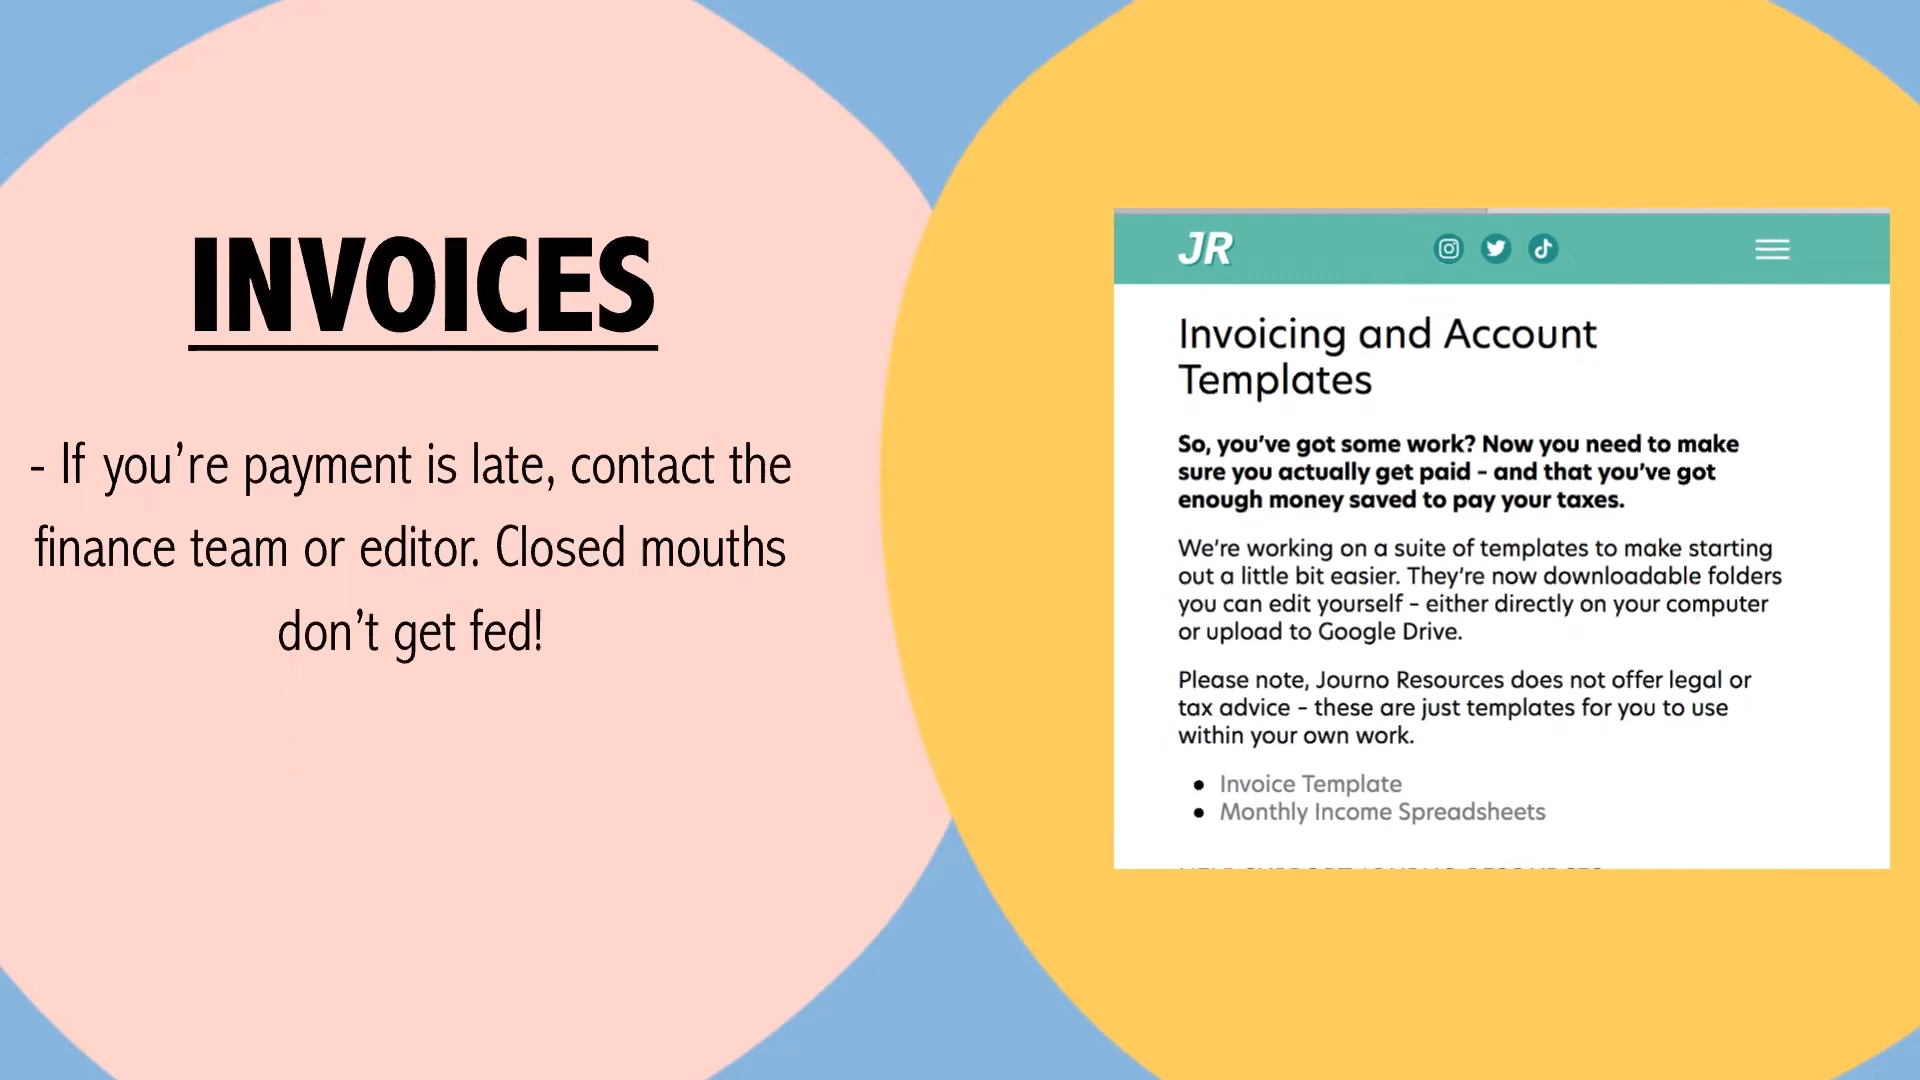 INVOICES
- If you’re payment is late, contact the
finance team or editor. Closed mouths
don’t get fed!
JR
Invoicing and Account
Templates
So, you’ve got some work? Now you need to make
sure you actually get paid – and that you’ve got
enough money saved to pay your taxes.
We’re working on a suite of templates to make starting
out a little bit easier. They’re now downloadable folders
you can edit yourself – either directly on your computer
or upload to Google Drive.
Please note, Journo Resources does not offer legal or
tax advice – these are just templates for you to use
within your own work.
• Invoice Template
• Monthly Income Spreadsheets